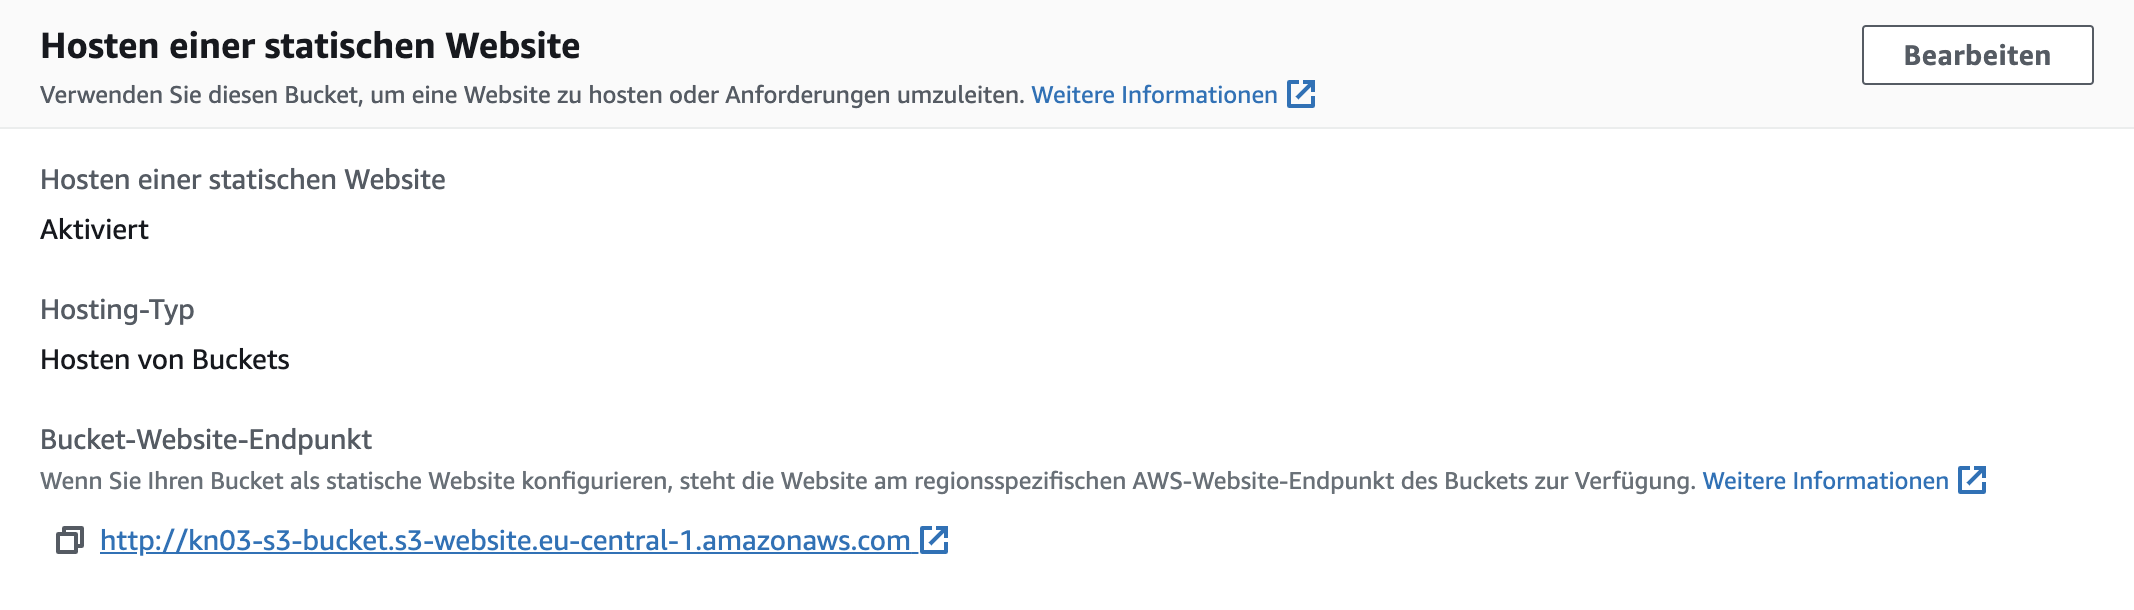 Hosten einer statischen Website
Bearbeiten
Verwenden Sie diesen Bucket, um eine Website zu hosten oder Anforderungen umzuleiten. Weitere Informationen
Hosten einer statischen Website
Aktiviert
Hosting-Typ
Hosten von Buckets
Bucket-Website-Endpunkt
Wenn Sie Ihren Bucket als statische Website konfigurieren, steht die Website am regionsspezifischen AWS-Website-Endpunkt des Buckets zur Verfügung. Weitere Informationen
http://kn03-s3-bucket.s3-website.eu-central-1.amazonaws.com